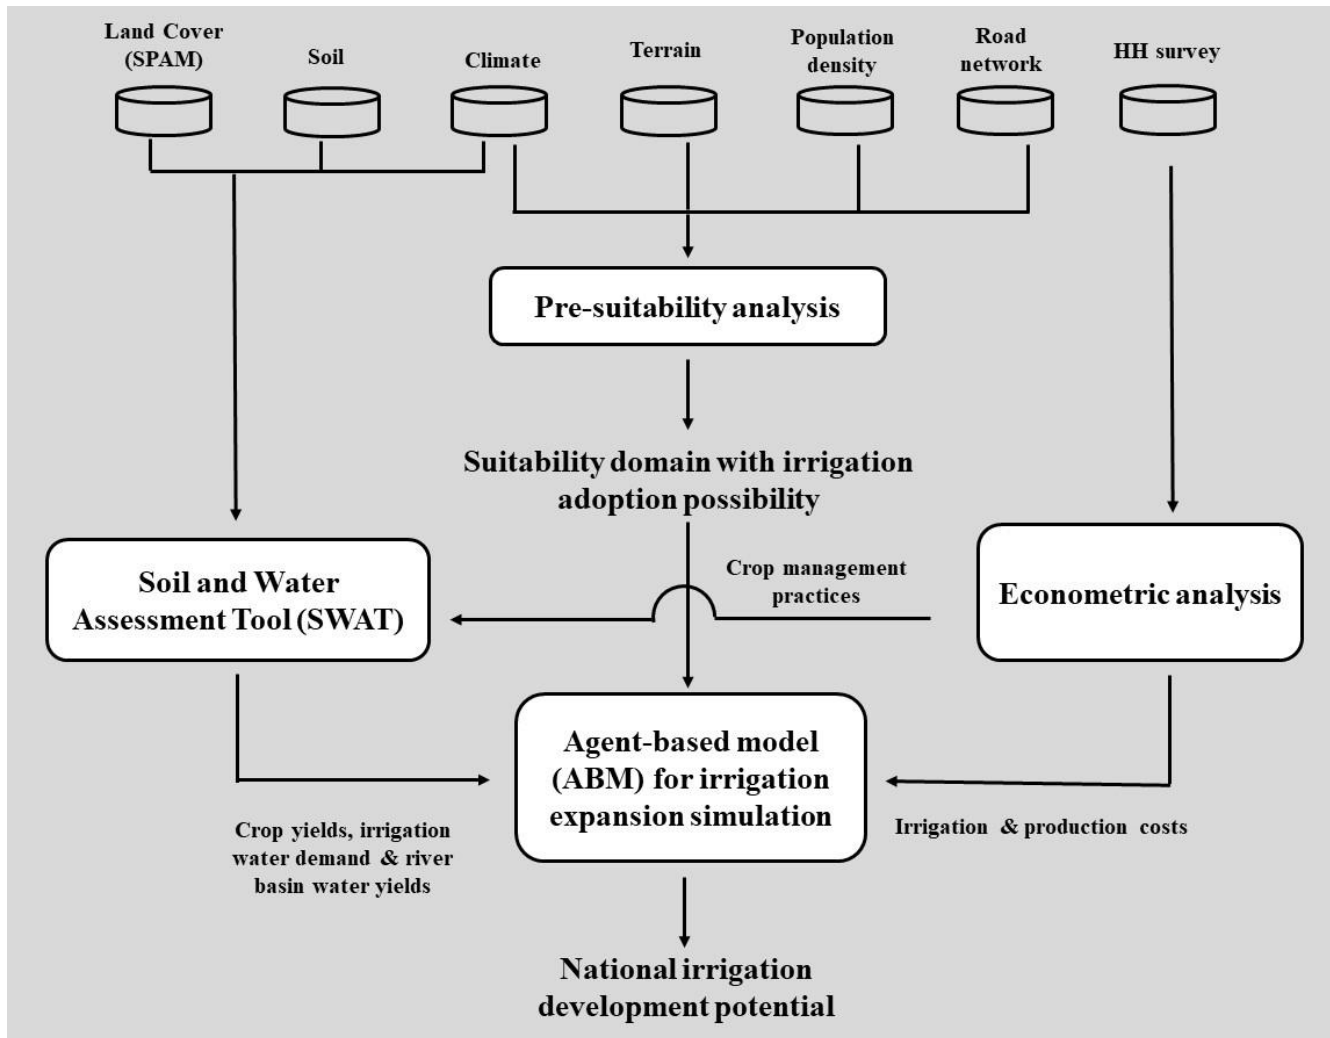 Land Cover
(SPAM)
Soil
Climate
Terrain
Population
density
Road
network
HH survey
Pre-suitability analysis
Suitability domain with irrigation
adoption possibility
Crop management
practices
Soil and Water
Assessment Tool (SWAT)
Econometric analysis
Agent-based model
(ABM) for irrigation
expansion simulation
Crop yields, irrigation
water demand & river
basin water yields
Irrigation & production costs
National irrigation
development potential